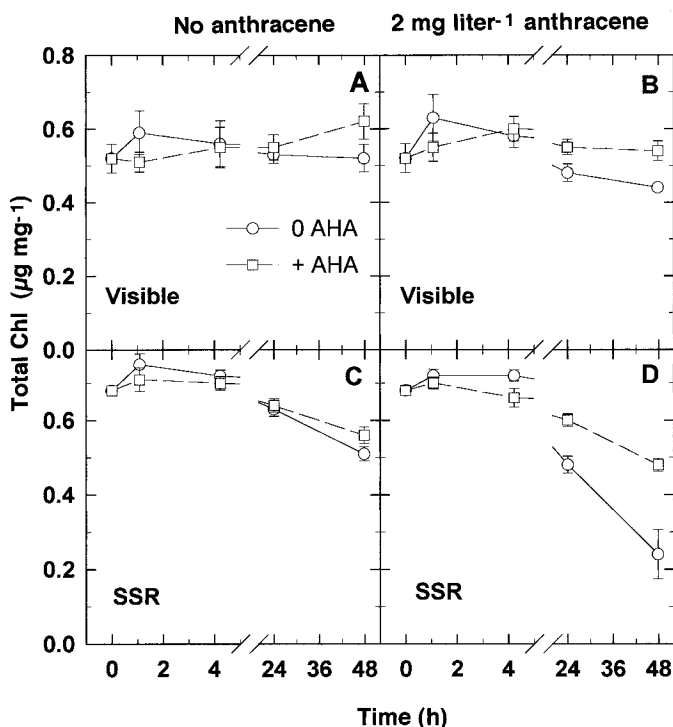 No anthracene
2 mg liter-1 anthracene
0.8
A
B
0.6
0.4
0 AHA
+ AHA
0.2
Visible
Visible
Total Chl (µg mg-1)
0.0
C
D
0.6
0.4
0.2
SSR
SSR
0.0
0 2 4 24 36 48 0 2 4 24 36 48
Time (h)